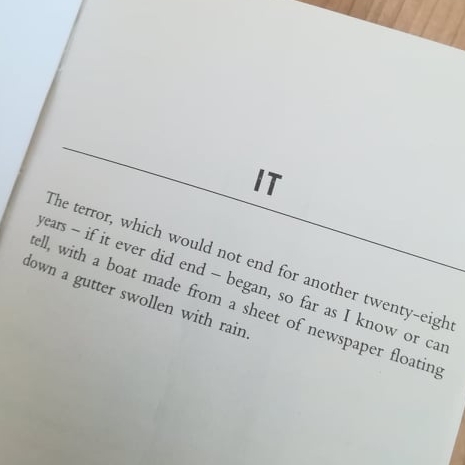 IT
The terror, which would not end for another twenty-eight
years – if it ever did end – began, so far as I know or can
tell, with a boat made from a sheet of newspaper floating
down a gutter swollen with rain.